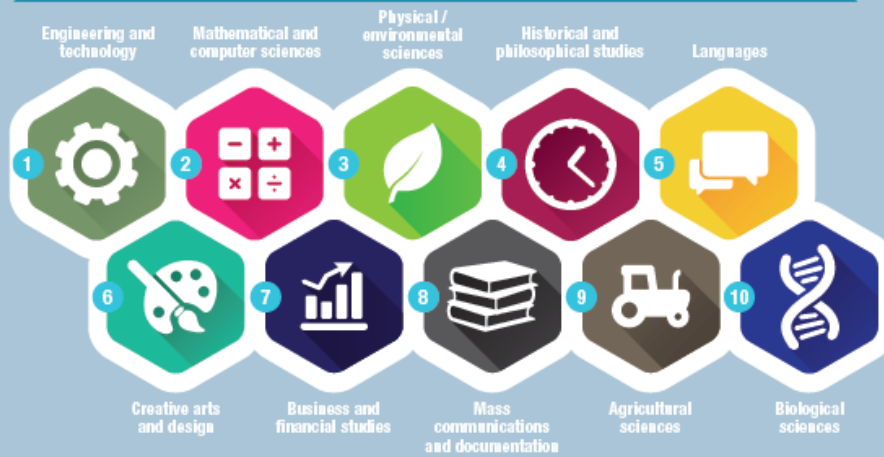 Engineering and
technology
Mathematical and
computer sciences
Physical /
environmental
sciences
Historical and
philosophical studies
Languages
1
2
3
4
5
6
7
8
9
10
Creative arts
and design
Business and
financial studies
Mass
communications
and documentation
Agricultural
sciences
Biological
sciences